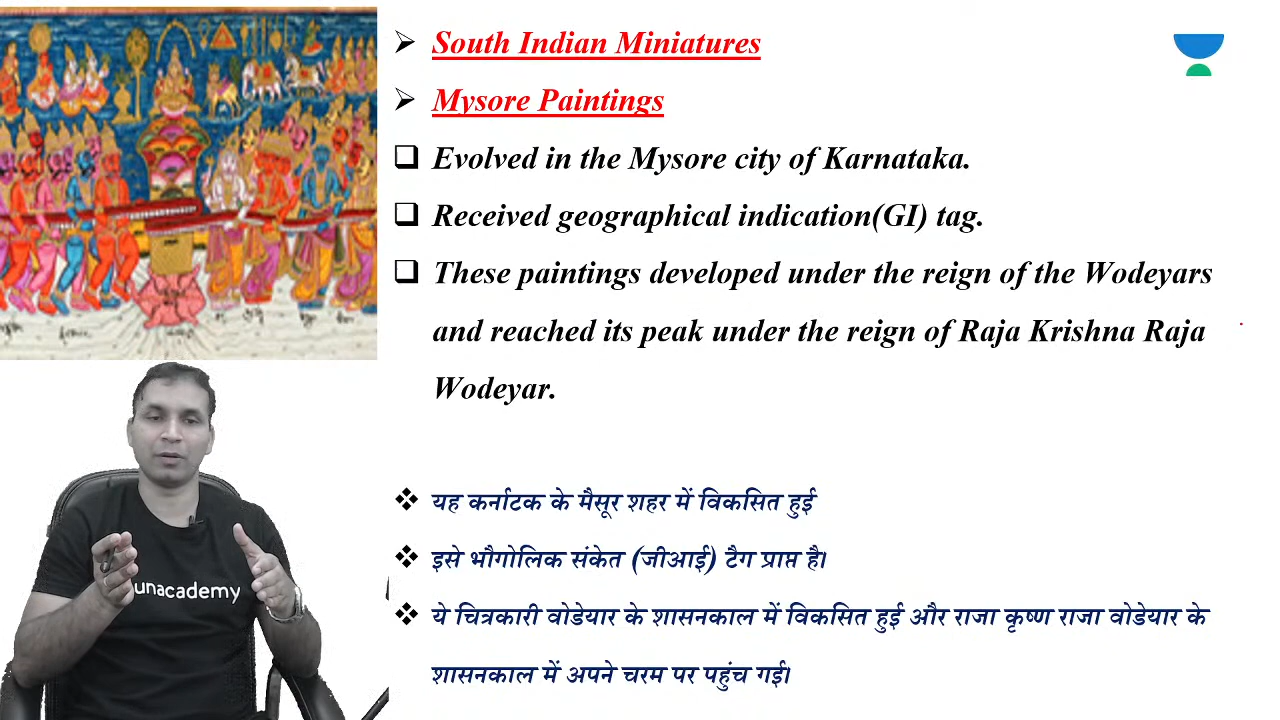 South Indian Miniatures
Mysore Paintings
Evolved in the Mysore city of Karnataka.
Received geographical indication(GI) tag.
These paintings developed under the reign of the Wodeyars
and reached its peak under the reign of Raja Krishna Raja
Wodeyar.
यह कर्नाटक के मैसूर शहर में विकसित हुई
इसे भौगोलिक संकेत (जीआई) टैग प्राप्त है।
ये चित्रकारी वोडेयार के शासनकाल में विकसित हुई और राजा कृष्ण राजा वोडेयार के
शासनकाल में अपने चरम पर पहुंच गई।
unacademy